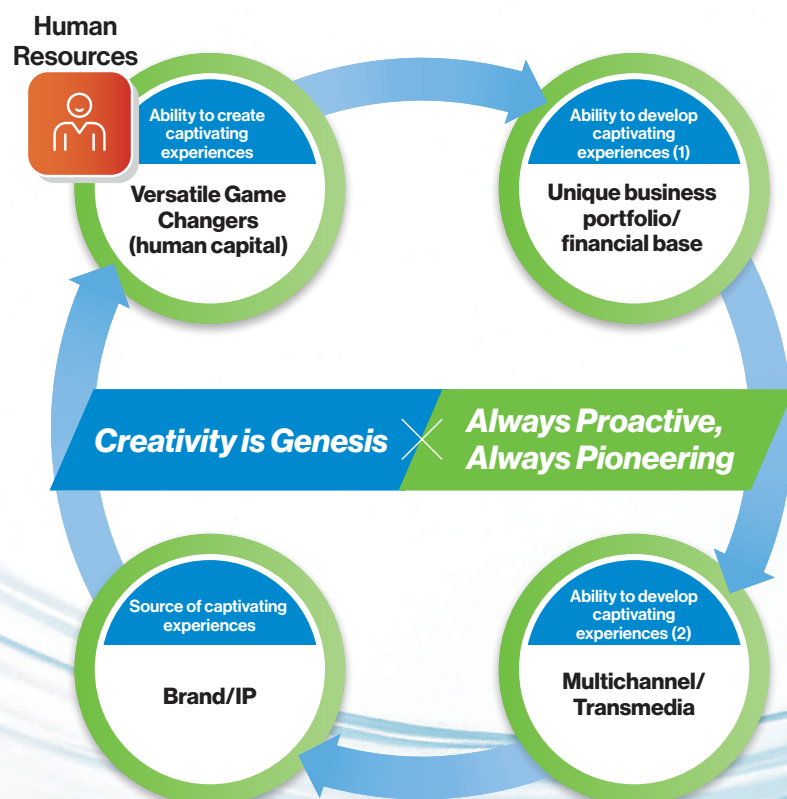 Human
Resources
Ability to create
captivating
experiences
Versatile Game
Changers
(human capital)
Ability to develop
captivating
experiences (1)
Unique business
portfolio/
financial base
Creativity is Genesis
Always Proactive,
Always Pioneering
Source of captivating
experiences
Brand/IP
Ability to develop
captivating
experiences (2)
Multichannel/
Transmedia